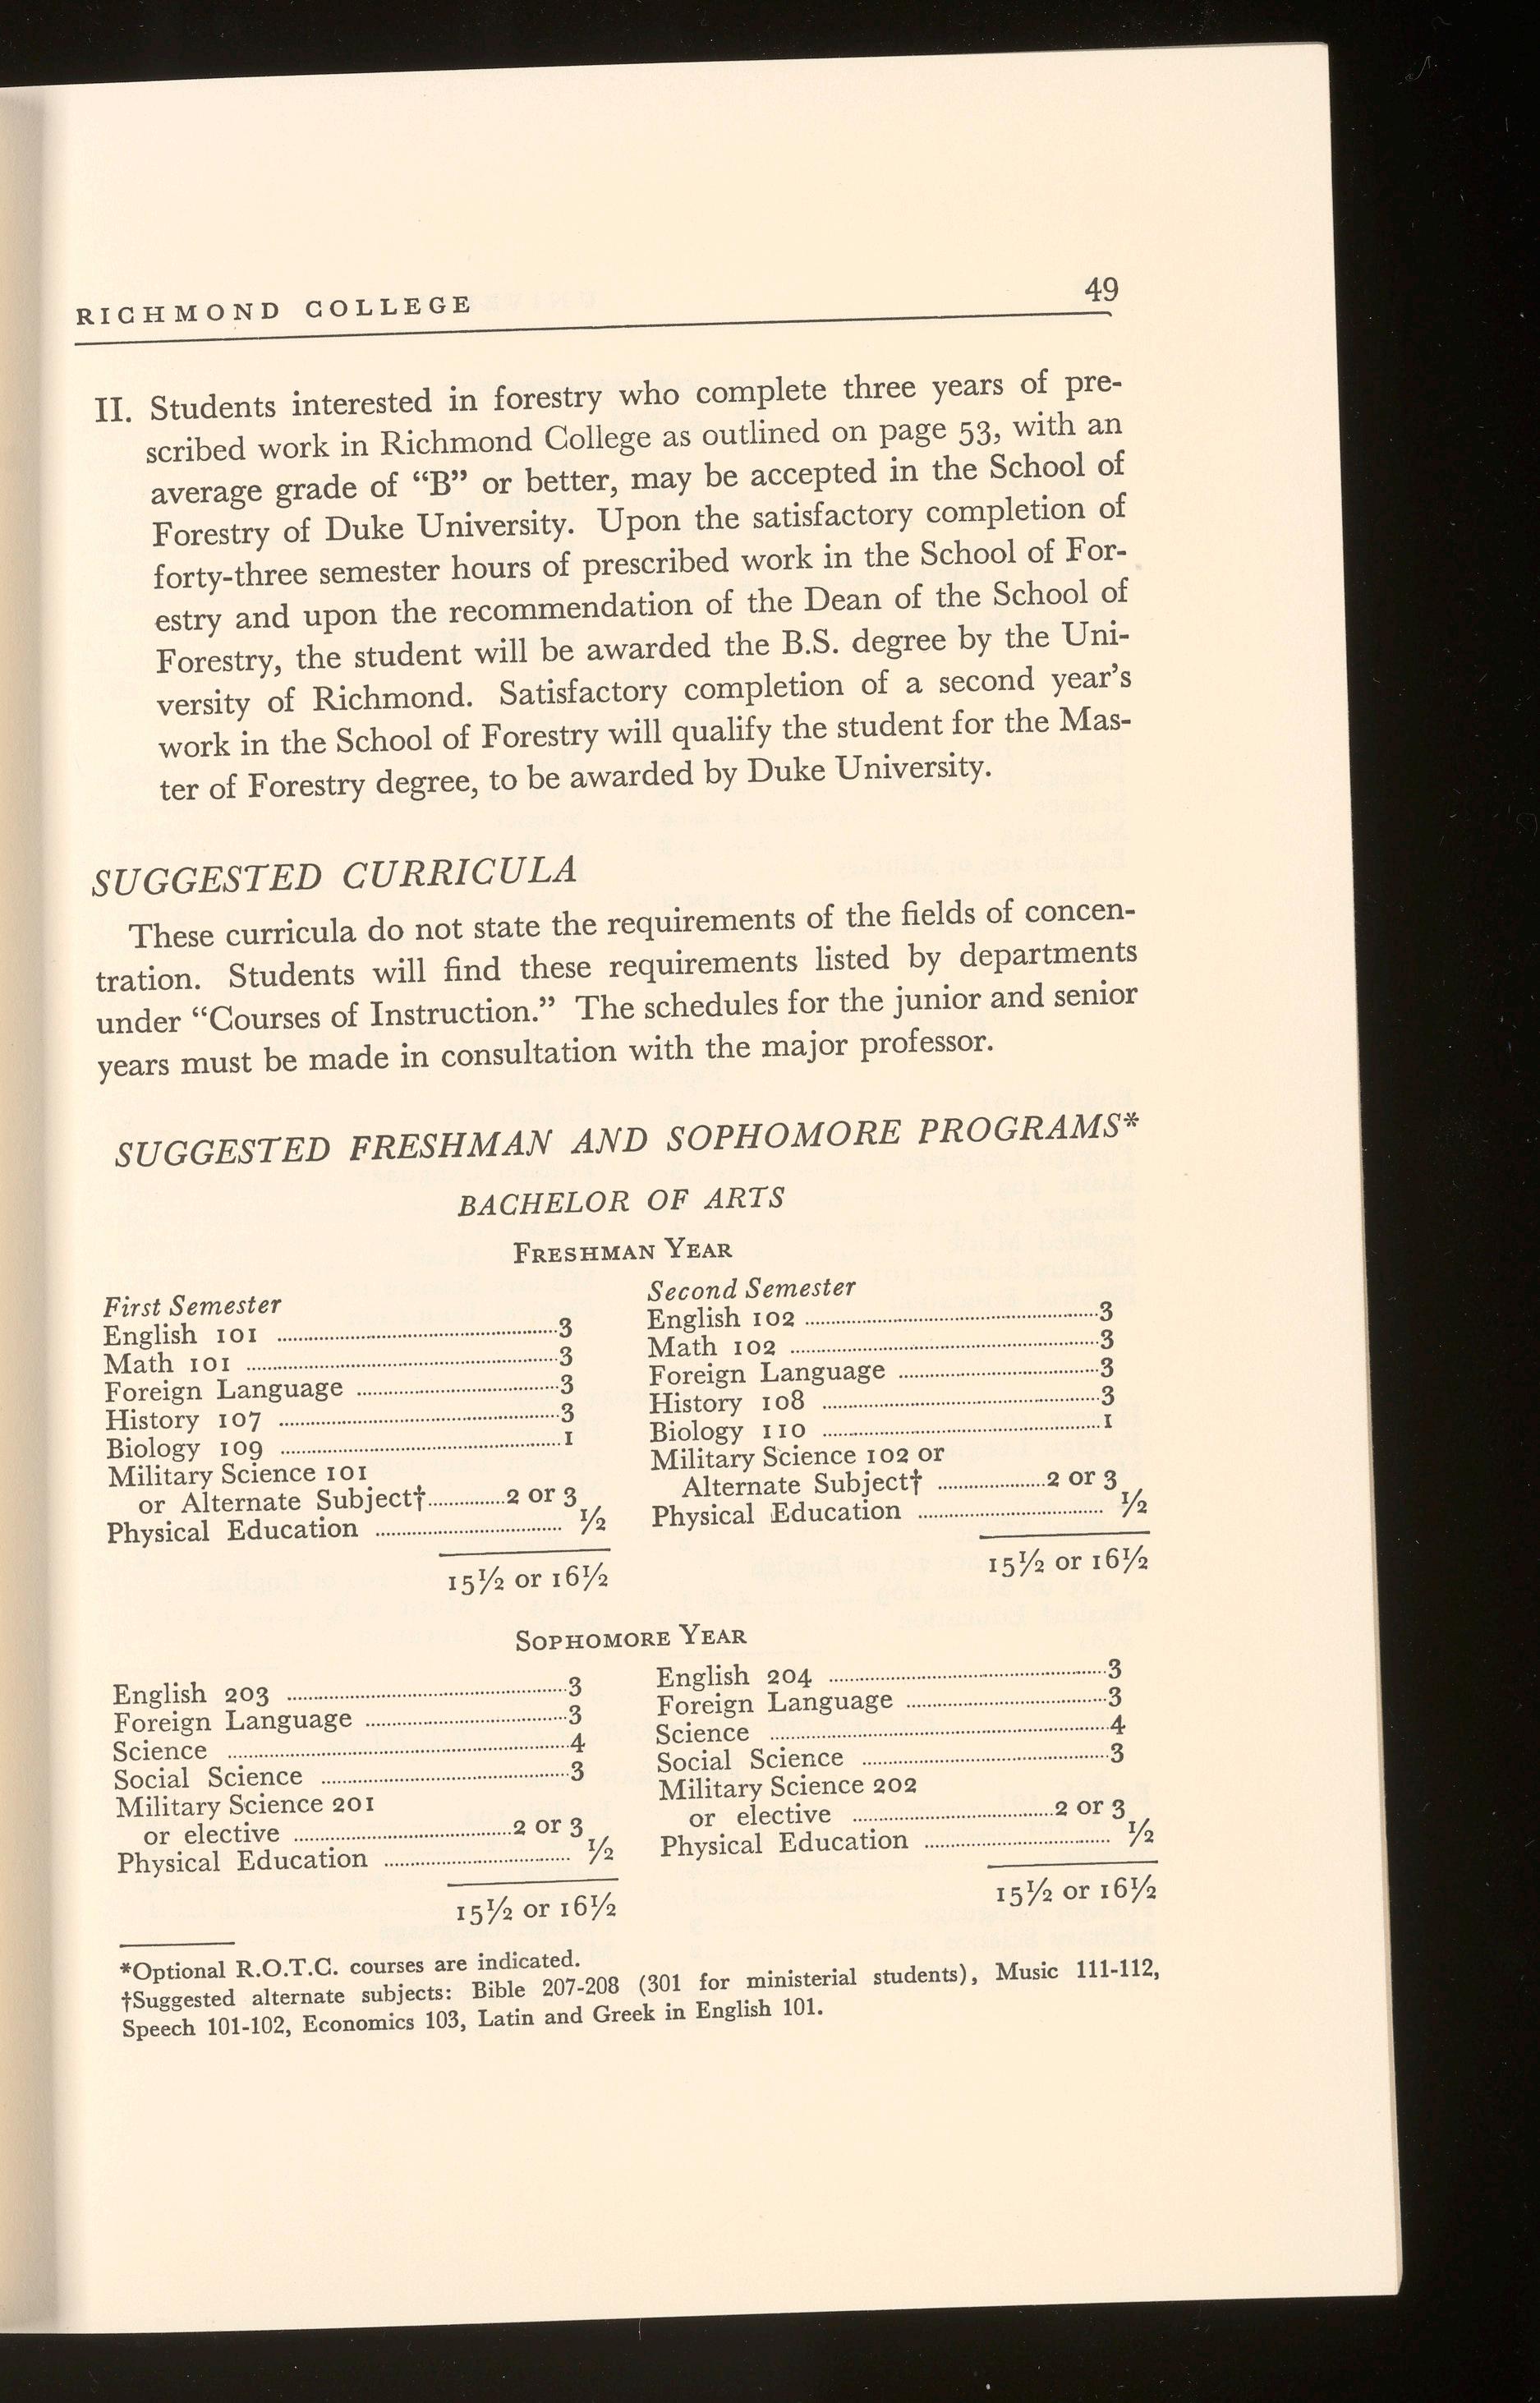 RICHMOND COLLEGE 49
II. Students interested in forestry who complete three years of pre-
scribed work in Richmond College as outlined on page 53, with an
average grade of “B” or better, may be accepted in the School of
Forestry of Duke University. Upon the satisfactory completion of
forty-three semester hours of prescribed work in the School of For-
estry and upon the recommendation of the Dean of the School of
Forestry, the student will be awarded the B.S. degree by the Uni-
versity of Richmond. Satisfactory completion of a second year’s
work in the School of Forestry will qualify the student for the Mas-
ter of Forestry degree, to be awarded by Duke University.
SUGGESTED CURRICULA
These curricula do not state the requirements of the fields of concen-
tration. Students will find these requirements listed by departments
under “Courses of Instruction.” The schedules for the junior and senior
years must be made in consultation with the major professor.
SUGGESTED FRESHMAN AND SOPHOMORE PROGRAMS*
BACHELOR OF ARTS
FRESHMAN YEAR
First Semester
English 101 ........ 3
Math 101 ........ 3
Foreign Language ........ 3
History 107 ........ 3
Biology 109 ........ 1
Military Science 101
or Alternate Subject† ........ 2 or 3
Physical Education ........ ½
15½ or 16½
Second Semester
English 102 ........ 3
Math 102 ........ 3
Foreign Language ........ 3
History 108 ........ 3
Biology 110 ........ 1
Military Science 102 or
Alternate Subject† ........ 2 or 3
Physical Education ........ ½
15½ or 16½
SOPHOMORE YEAR
English 203 ........ 3
Foreign Language ........ 3
Science ........ 4
Social Science ........ 3
Military Science 201
or elective ........ 2 or 3
Physical Education ........ ½
15½ or 16½
English 204 ........ 3
Foreign Language ........ 3
Science ........ 4
Social Science ........ 3
Military Science 202
or elective ........ 2 or 3
Physical Education ........ ½
15½ or 16½
*Optional R.O.T.C. courses are indicated.
†Suggested alternate subjects: Bible 207-208 (301 for ministerial students), Music 111-112,
Speech 101-102, Economics 103, Latin and Greek in English 101.